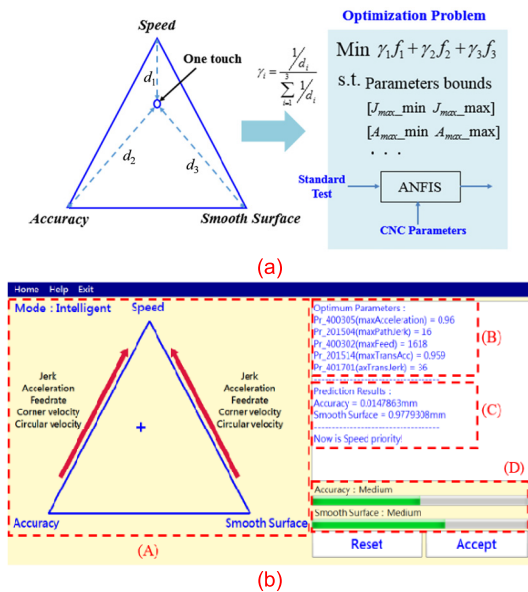 Speed
One touch
d1
d2
d3
Accuracy
Smooth Surface
γi = 1/di / ∑ i=1 3 1/di
Optimization Problem
Min γ1f1 + γ2f2 + γ3f3
s.t. Parameters bounds
[Jmax_min Jmax_max]
[Amax_min Amax_max]
. . .
Standard
Test
ANFIS
CNC Parameters
(a)
Home Help Exit
Mode : Intelligent
Speed
Jerk
Acceleration
Feedrate
Corner velocity
Circular velocity
Jerk
Acceleration
Feedrate
Corner velocity
Circular velocity
Accuracy
Smooth Surface
(A)
Optimum Parameters :
Pr_400305(maxAcceleration) = 0.96
Pr_201504(maxPathJerk) = 16
Pr_400302(maxFeed) = 1618
Pr_201514(maxTransAcc) = 0.959
Pr_401701(axTransJerk) = 36
(B)
------------------------------------
Prediction Results :
Accuracy = 0.0147863mm
Smooth Surface = 0.9779308mm
(C)
------------------------------------
Now is Speed priority!
(D)
Accuracy : Medium
Smooth Surface : Medium
Reset Accept
(b)